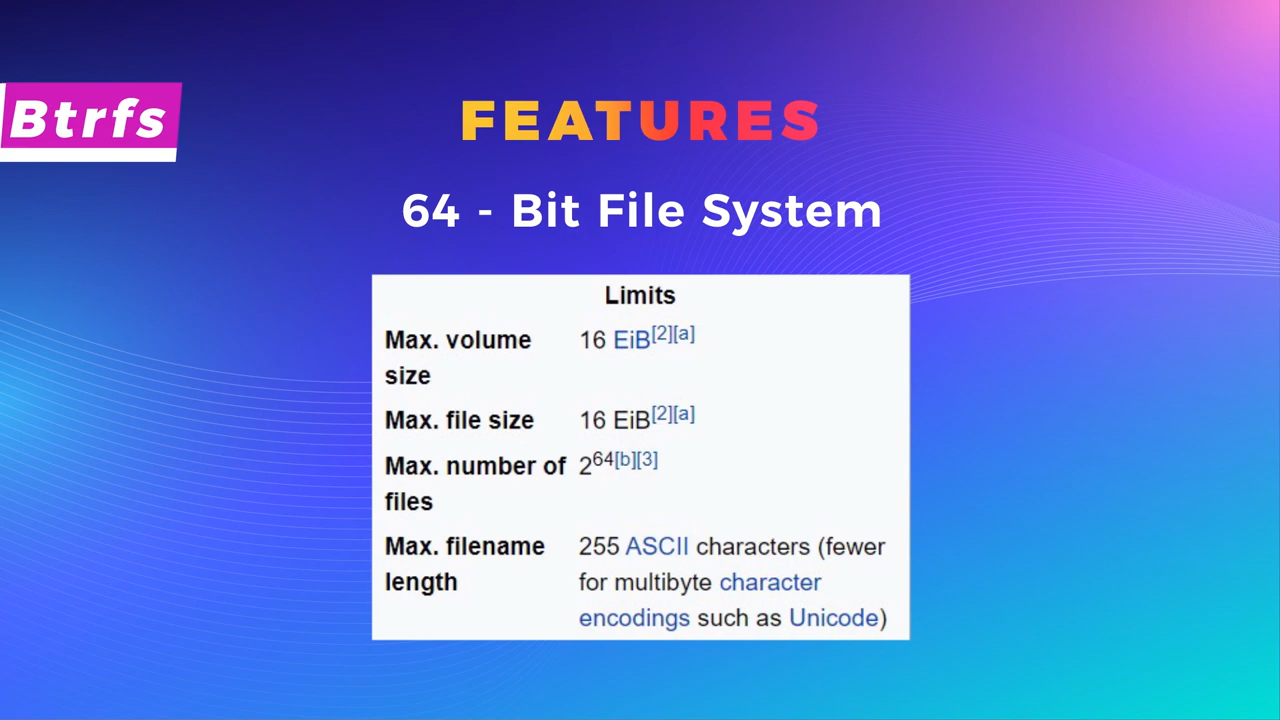 Btrfs
FEATURES
64 - Bit File System
Limits
Max. volume size 16 EiB[2][a]
Max. file size 16 EiB[2][a]
Max. number of files 2^64[b][3]
Max. filename length 255 ASCII characters (fewer
for multibyte character
encodings such as Unicode)